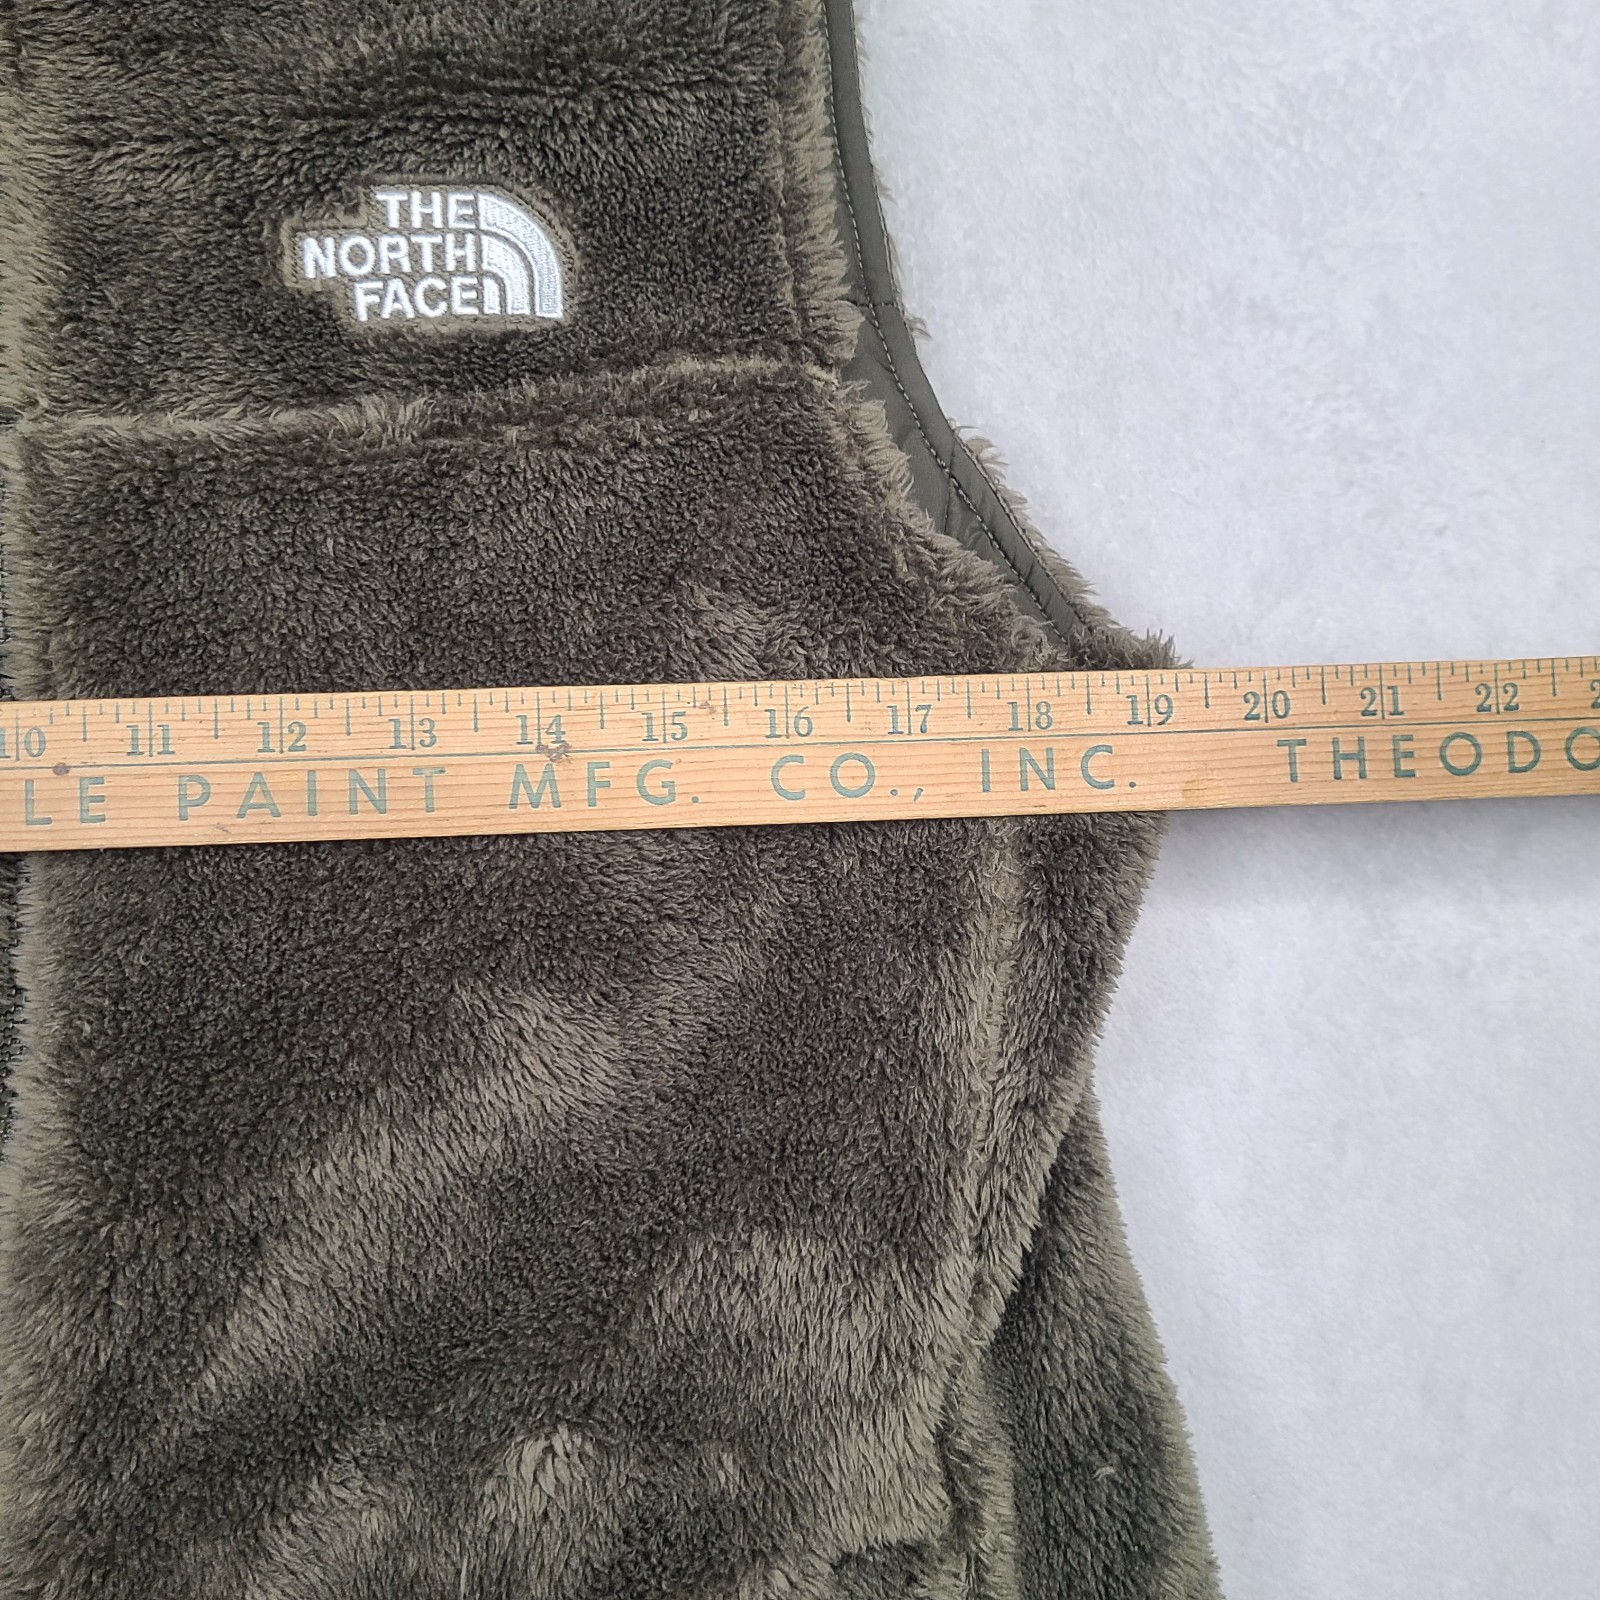 THE
NORTH
FACE
10 11 12 13 14 15 16 17 18 19 20 21 22
LE PAINT MFG. CO., INC. THEODO